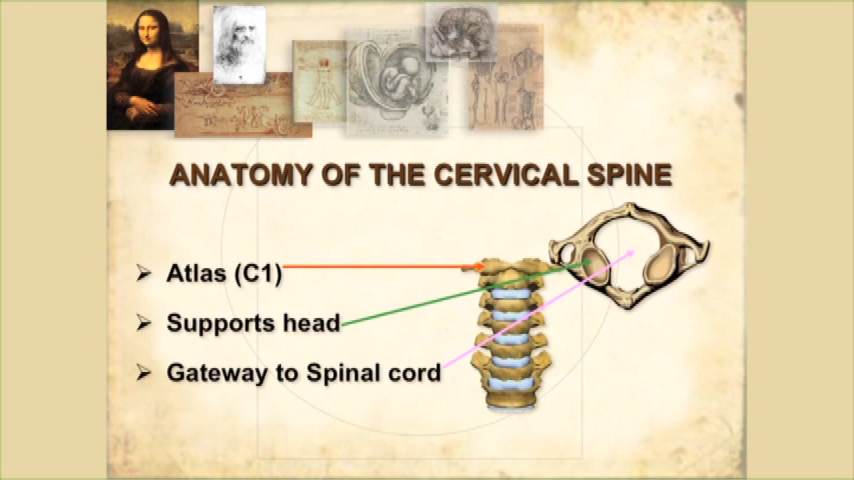 ANATOMY OF THE CERVICAL SPINE
Atlas (C1)
Supports head
Gateway to Spinal cord